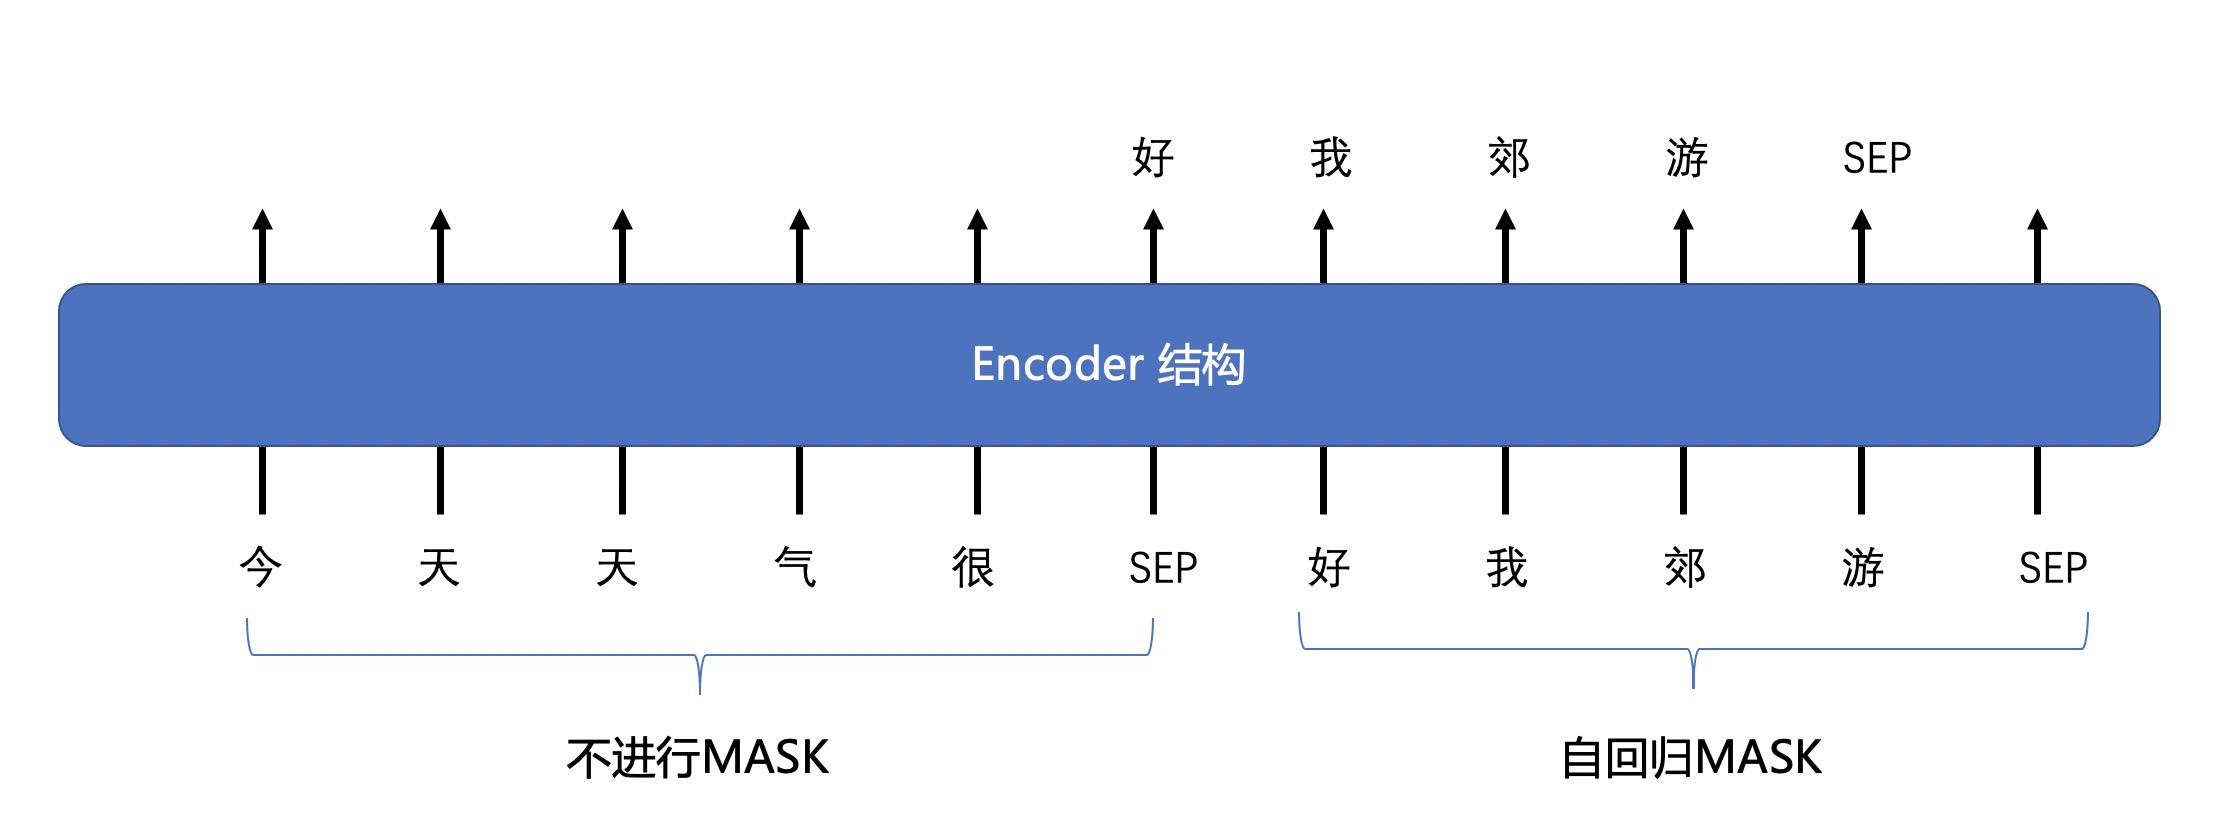 好 我 郊 游 SEP
Encoder 结构
今 天 天 气 很 SEP 好 我 郊 游 SEP
不进行MASK 自回归MASK